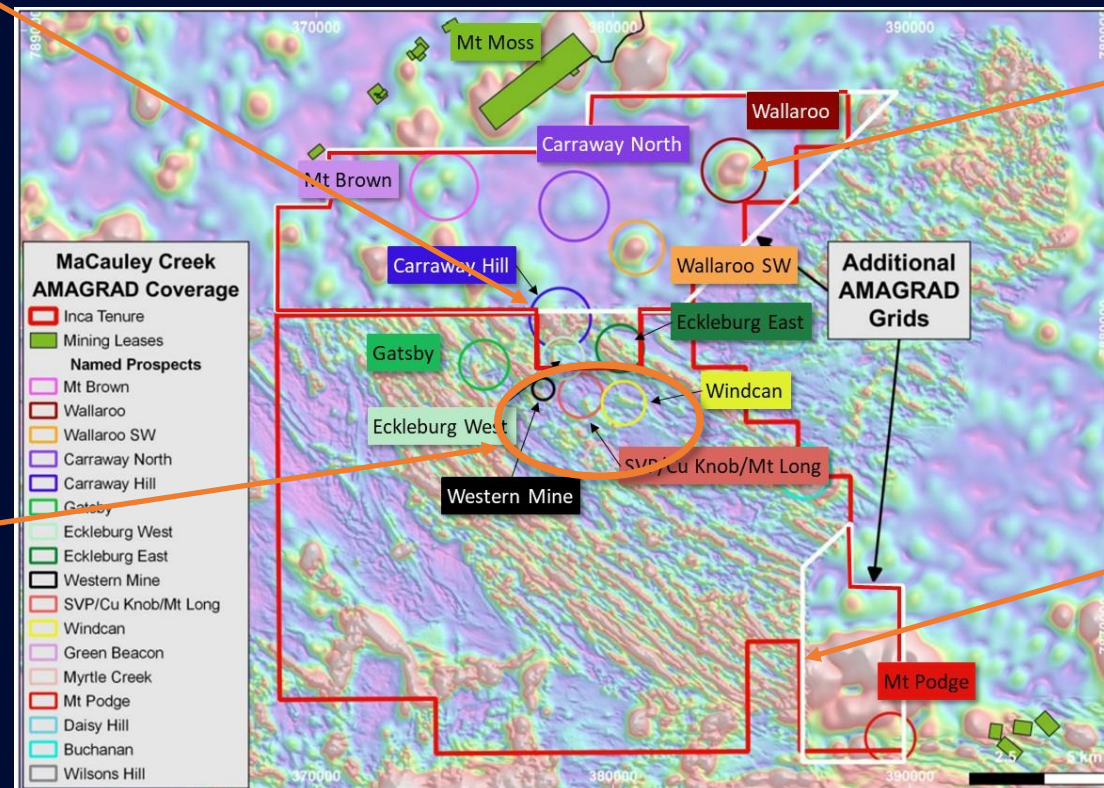 370000
380000
390000
7890000
Mt Moss
Wallaroo
Carraway North
Mt Brown
Carraway Hill
Wallaroo SW
Additional
AMAGRAD
Grids
Eckleburg East
Gatsby
Windcan
Eckleburg West
SVP/Cu Knob/Mt Long
Western Mine
Mt Podge
MaCauley Creek
AMAGRAD Coverage
Inca Tenure
Mining Leases
Named Prospects
Mt Brown
Wallaroo
Wallaroo SW
Carraway North
Carraway Hill
Gatsby
Eckleburg West
Eckleburg East
Western Mine
SVP/Cu Knob/Mt Long
Windcan
Green Beacon
Myrtle Creek
Mt Podge
Daisy Hill
Buchanan
Wilsons Hill
370000
380000
390000
2.5
5 km